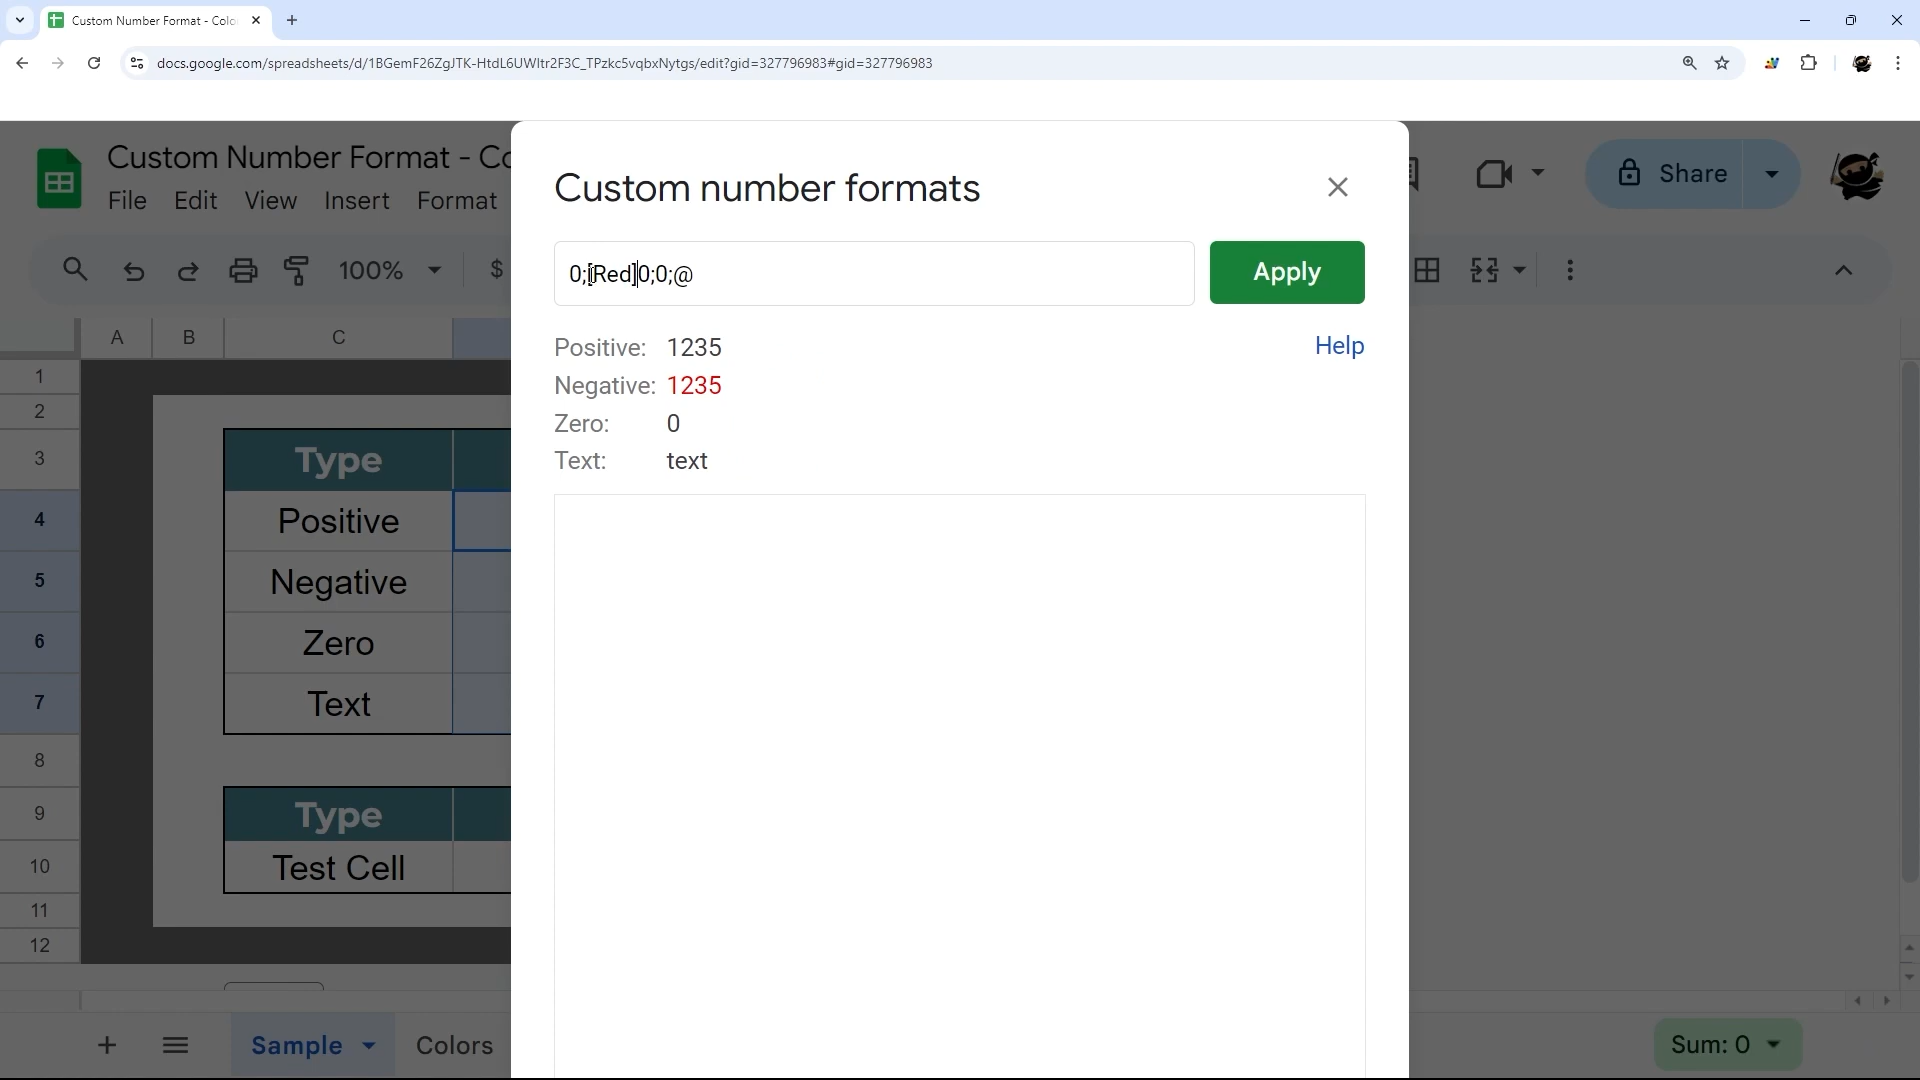 Custom Number Format - Colo
docs.google.com/spreadsheets/d/1BGemF26ZgJTK-HtdL6UWltr2F3C_TPzkc5vqbxNytgs/edit?gid=327796983#gid=327796983
Custom Number Format - Co
File Edit View Insert Format
Share
100% $
Custom number formats
0;[Red]0;0;@
Apply
Positive: 1235
Help
Negative: 1235
Zero: 0
Text: text
A B C
1
2
3 Type
4 Positive
5 Negative
6 Zero
7 Text
8
9 Type
10 Test Cell
11
12
Sample Colors
Sum: 0